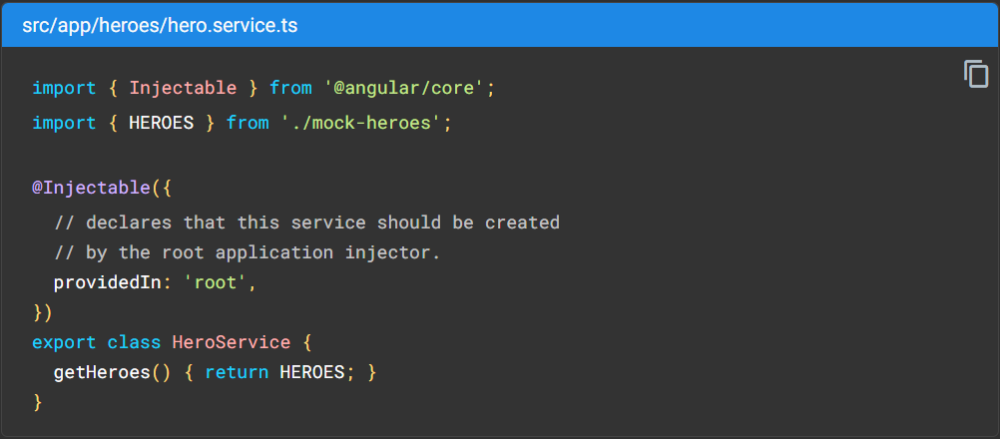 src/app/heroes/hero.service.ts
import { Injectable } from '@angular/core';
import { HEROES } from './mock-heroes';
@Injectable({
  // declares that this service should be created
  // by the root application injector.
  providedIn: 'root',
})
export class HeroService {
  getHeroes() { return HEROES; }
}